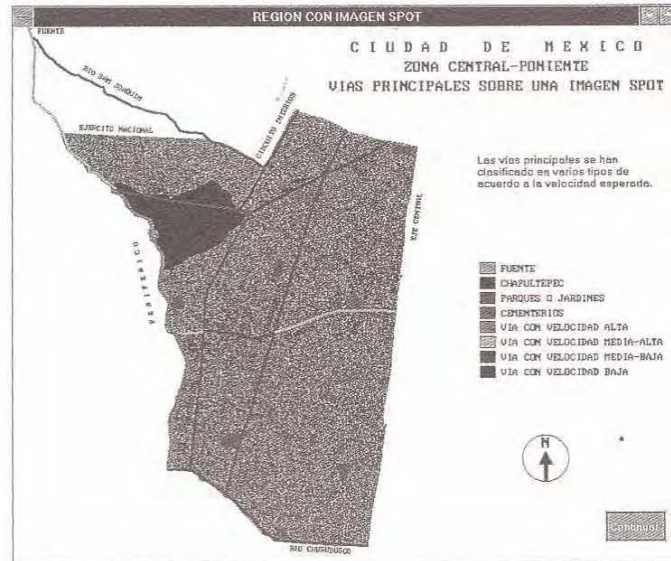 REGION CON IMAGEN SPOT
FUENTE
CIUDAD DE MEXICO
ZONA CENTRAL-PONIENTE
VIAS PRINCIPALES SOBRE UNA IMAGEN SPOT
RIO SAN JOAQUIN
EJERCITO NACIONAL
CIRCUITO INTERIOR
Las vías principales se han
clasificado en varios tipos de
acuerdo a la velocidad esperada.
EJE CENTRAL
PERIFERICO
FUENTE
CHAPULTEPEC
PARQUES O JARDINES
CEMENTERIOS
VIA CON VELOCIDAD ALTA
VIA CON VELOCIDAD MEDIA-ALTA
VIA CON VELOCIDAD MEDIA-BAJA
VIA CON VELOCIDAD BAJA
N
Continuar
RIO CHURUBUSCO